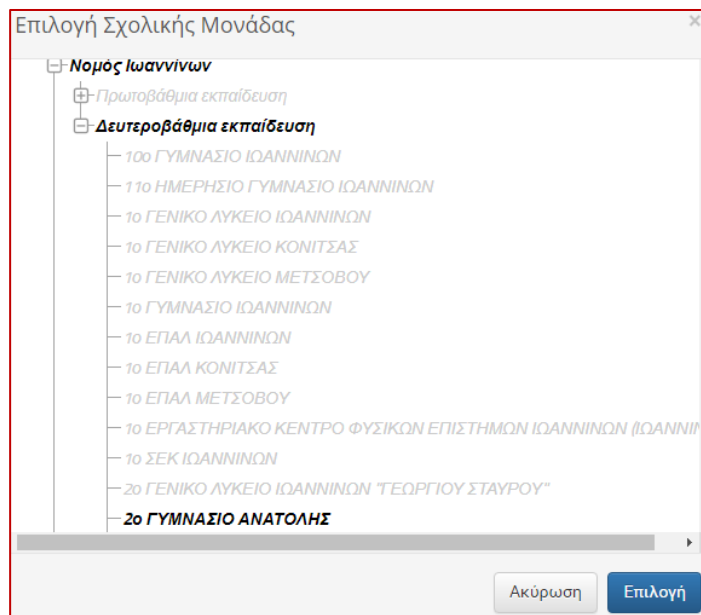 Επιλογή Σχολικής Μονάδας
×
Νομός Ιωαννίνων
Πρωτοβάθμια εκπαίδευση
Δευτεροβάθμια εκπαίδευση
10ο ΓΥΜΝΑΣΙΟ ΙΩΑΝΝΙΝΩΝ
11ο ΗΜΕΡΗΣΙΟ ΓΥΜΝΑΣΙΟ ΙΩΑΝΝΙΝΩΝ
1ο ΓΕΝΙΚΟ ΛΥΚΕΙΟ ΙΩΑΝΝΙΝΩΝ
1ο ΓΕΝΙΚΟ ΛΥΚΕΙΟ ΚΟΝΙΤΣΑΣ
1ο ΓΕΝΙΚΟ ΛΥΚΕΙΟ ΜΕΤΣΟΒΟΥ
1ο ΓΥΜΝΑΣΙΟ ΙΩΑΝΝΙΝΩΝ
1ο ΕΠΑΛ ΙΩΑΝΝΙΝΩΝ
1ο ΕΠΑΛ ΚΟΝΙΤΣΑΣ
1ο ΕΠΑΛ ΜΕΤΣΟΒΟΥ
1ο ΕΡΓΑΣΤΗΡΙΑΚΟ ΚΕΝΤΡΟ ΦΥΣΙΚΩΝ ΕΠΙΣΤΗΜΩΝ ΙΩΑΝΝΙΝΩΝ (ΙΩΑΝΝΙΝ
1ο ΣΕΚ ΙΩΑΝΝΙΝΩΝ
2ο ΓΕΝΙΚΟ ΛΥΚΕΙΟ ΙΩΑΝΝΙΝΩΝ "ΓΕΩΡΓΙΟΥ ΣΤΑΥΡΟΥ"
2ο ΓΥΜΝΑΣΙΟ ΑΝΑΤΟΛΗΣ
Ακύρωση Επιλογή